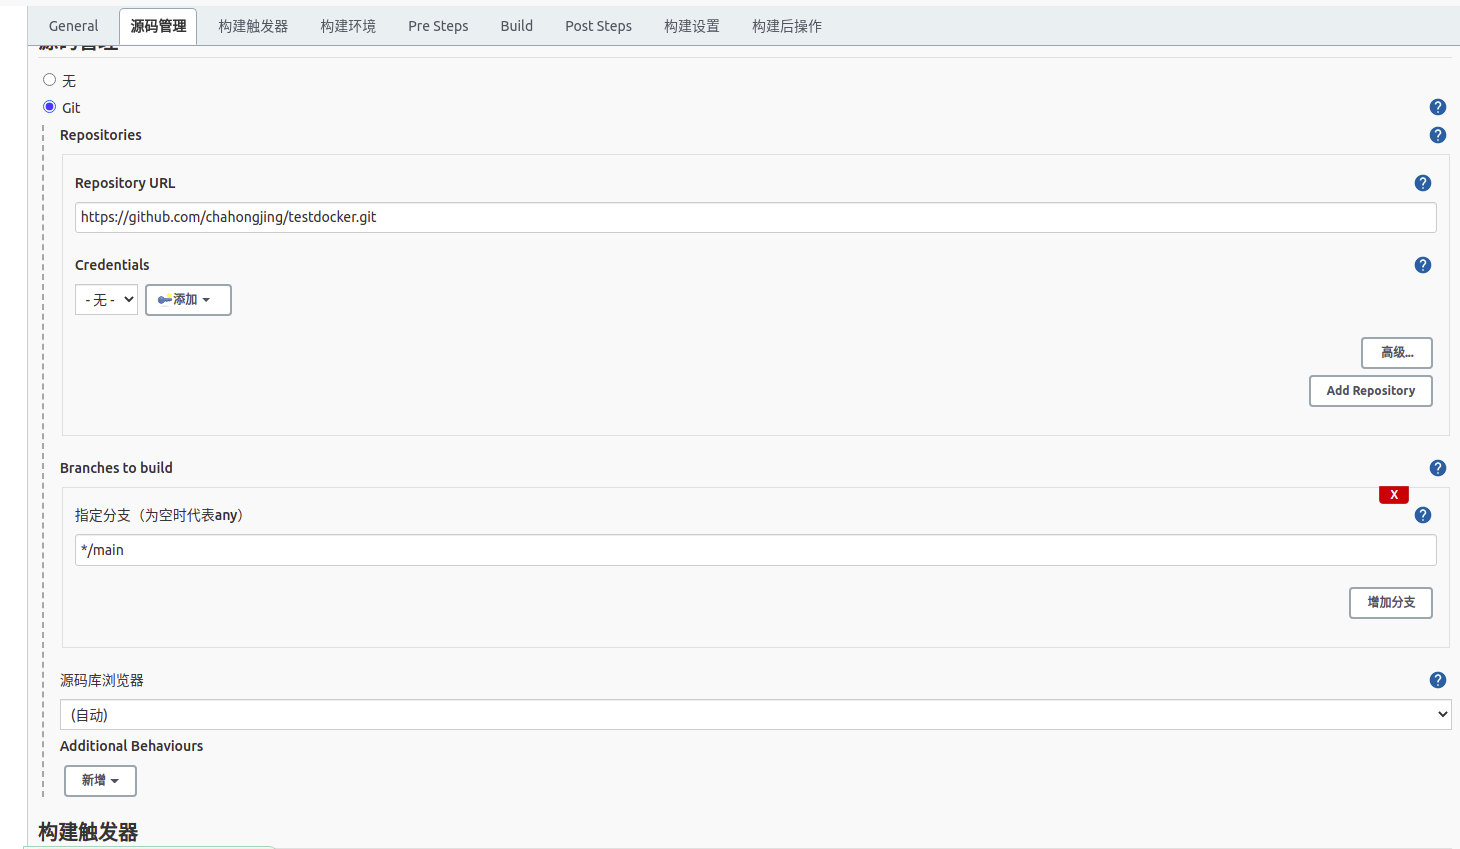 General 源码管理 构建触发器 构建环境 Pre Steps Build Post Steps 构建设置 构建后操作
源码管理
无
Git
Repositories
Repository URL
https://github.com/chahongjing/testdocker.git
Credentials
- 无 - 添加
高级...
Add Repository
Branches to build
X
指定分支（为空时代表any）
*/main
增加分支
源码库浏览器
(自动)
Additional Behaviours
新增
构建触发器